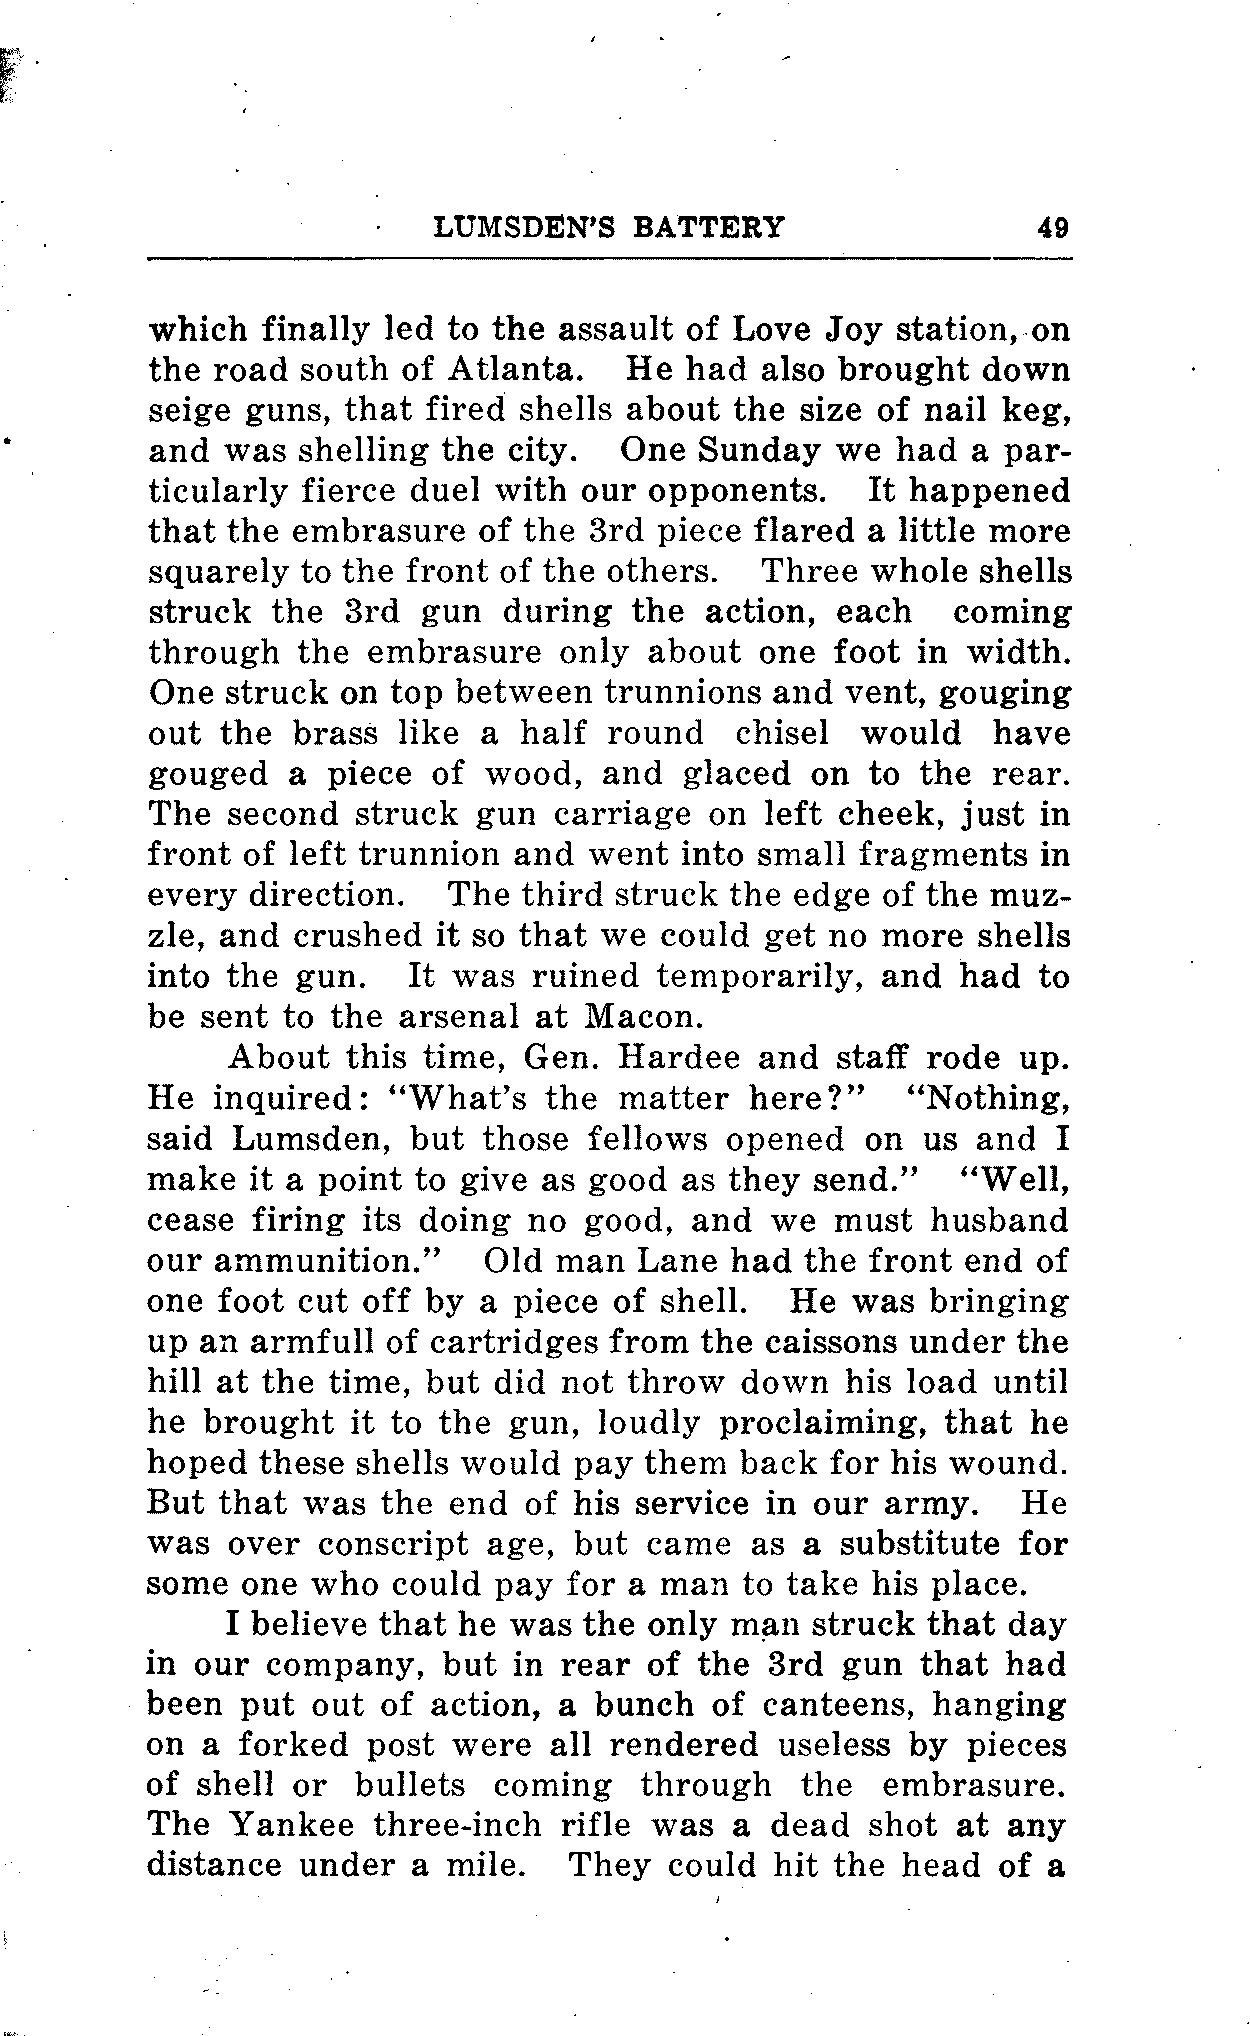 LUMSDEN'S BATTERY 49
which finally led to the assault of Love Joy station, on
the road south of Atlanta. He had also brought down
seige guns, that fired shells about the size of nail keg,
and was shelling the city. One Sunday we had a par-
ticularly fierce duel with our opponents. It happened
that the embrasure of the 3rd piece flared a little more
squarely to the front of the others. Three whole shells
struck the 3rd gun during the action, each coming
through the embrasure only about one foot in width.
One struck on top between trunnions and vent, gouging
out the brass like a half round chisel would have
gouged a piece of wood, and glaced on to the rear.
The second struck gun carriage on left cheek, just in
front of left trunnion and went into small fragments in
every direction. The third struck the edge of the muz-
zle, and crushed it so that we could get no more shells
into the gun. It was ruined temporarily, and had to
be sent to the arsenal at Macon.
About this time, Gen. Hardee and staff rode up.
He inquired: "What's the matter here?" "Nothing,
said Lumsden, but those fellows opened on us and I
make it a point to give as good as they send." "Well,
cease firing its doing no good, and we must husband
our ammunition." Old man Lane had the front end of
one foot cut off by a piece of shell. He was bringing
up an armfull of cartridges from the caissons under the
hill at the time, but did not throw down his load until
he brought it to the gun, loudly proclaiming, that he
hoped these shells would pay them back for his wound.
But that was the end of his service in our army. He
was over conscript age, but came as a substitute for
some one who could pay for a man to take his place.
I believe that he was the only man struck that day
in our company, but in rear of the 3rd gun that had
been put out of action, a bunch of canteens, hanging
on a forked post were all rendered useless by pieces
of shell or bullets coming through the embrasure.
The Yankee three-inch rifle was a dead shot at any
distance under a mile. They could hit the head of a